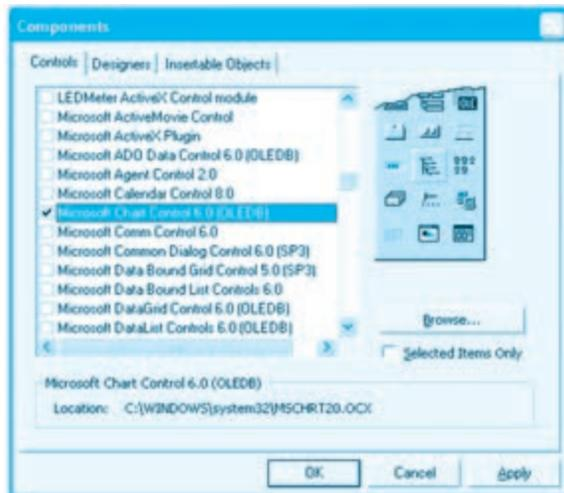 Components
Controls Designers Insertable Objects
LEDMeter ActiveX Control module
Microsoft ActiveMovie Control
Microsoft ActiveX Plugin
Microsoft ADO Data Control 6.0 (OLEDB)
Microsoft Agent Control 2.0
Microsoft Calendar Control 8.0
Microsoft Chart Control 6.0 (OLEDB)
Microsoft Comm Control 6.0
Microsoft Common Dialog Control 6.0 (SP3)
Microsoft Data Bound Grid Control 5.0 (SP3)
Microsoft Data Bound List Controls 6.0
Microsoft DataGrid Control 6.0 (OLEDB)
Microsoft DataList Controls 6.0 (OLEDB)
Browse...
Selected Items Only
Microsoft Chart Control 6.0 (OLEDB)
Location: C:\WINDOWS\system32\MSCHRT20.OCX
OK Cancel Apply